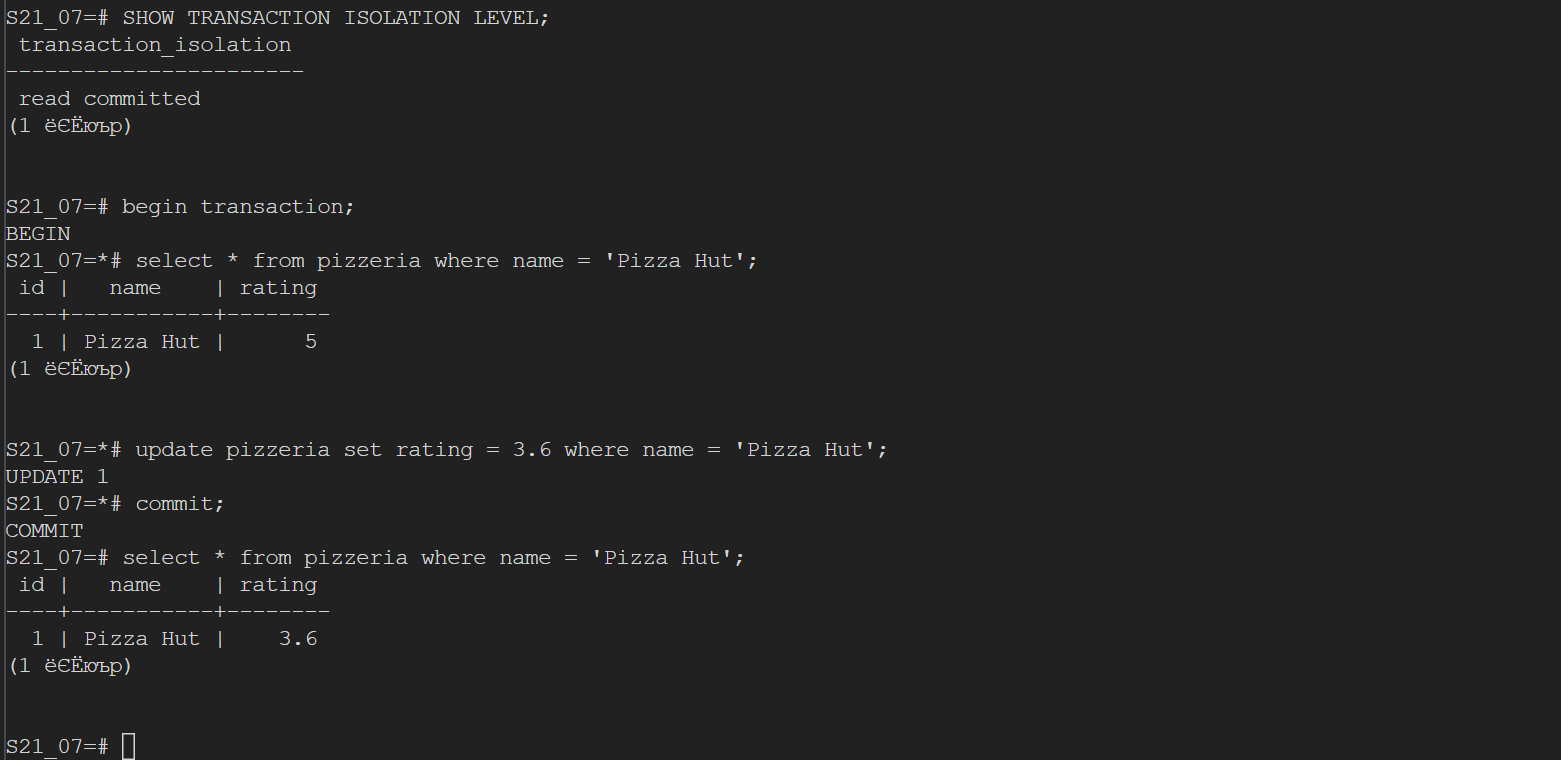 S21_07=# SHOW TRANSACTION ISOLATION LEVEL;
 transaction_isolation
-----------------------
 read committed
(1 ёЄЁюър)
S21_07=# begin transaction;
BEGIN
S21_07=*# select * from pizzeria where name = 'Pizza Hut';
 id |   name    | rating
----+-----------+--------
  1 | Pizza Hut |      5
(1 ёЄЁюър)
S21_07=*# update pizzeria set rating = 3.6 where name = 'Pizza Hut';
UPDATE 1
S21_07=*# commit;
COMMIT
S21_07=# select * from pizzeria where name = 'Pizza Hut';
 id |   name    | rating
----+-----------+--------
  1 | Pizza Hut |    3.6
(1 ёЄЁюър)
S21_07=#